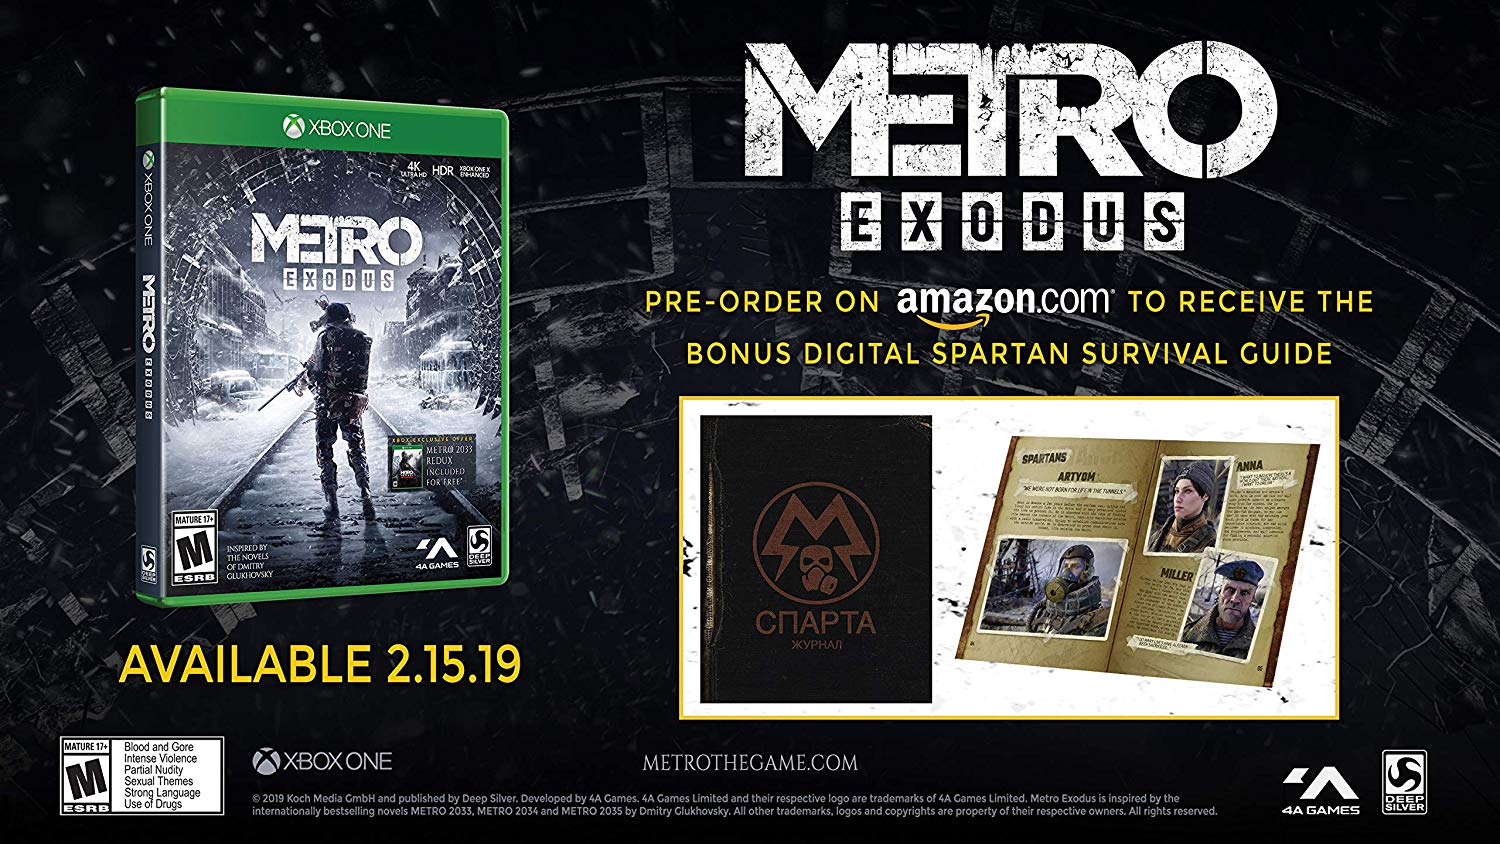 XBOX ONE
4K
ULTRA HD
HDR
XBOX ONE X
ENHANCED
XBOX ONE
METRO
EXODUS
METRO
EXODUS
XBOX EXCLUSIVE OFFER
METRO 2033
REDUX
INCLUDED
FOR FREE*
MATURE 17+
M
ESRB
INSPIRED BY
THE NOVELS
OF DMITRY
GLUKHOVSKY
4A GAMES
DEEP
SILVER
DEEP
SILVER
AVAILABLE 2.15.19
METRO
EXODUS
PRE-ORDER ON amazon.com® TO RECEIVE THE
BONUS DIGITAL SPARTAN SURVIVAL GUIDE
СПАРТА
ЖУРНАЛ
SPARTANS
ARTYOM
"WE WERE NOT BORN FOR LIFE IN THE TUNNELS."
ANNA
MILLER
05
MATURE 17+
M
ESRB
Blood and Gore
Intense Violence
Partial Nudity
Sexual Themes
Strong Language
Use of Drugs
XBOX ONE
METROTHEGAME.COM
© 2019 Koch Media GmbH and published by Deep Silver. Developed by 4A Games. 4A Games Limited and their respective logo are trademarks of 4A Games Limited. Metro Exodus is inspired by the
internationally bestselling novels METRO 2033, METRO 2034 and METRO 2035 by Dmitry Glukhovsky. All other trademarks, logos and copyrights are property of their respective owners. All rights reserved.
4A GAMES
DEEP
SILVER